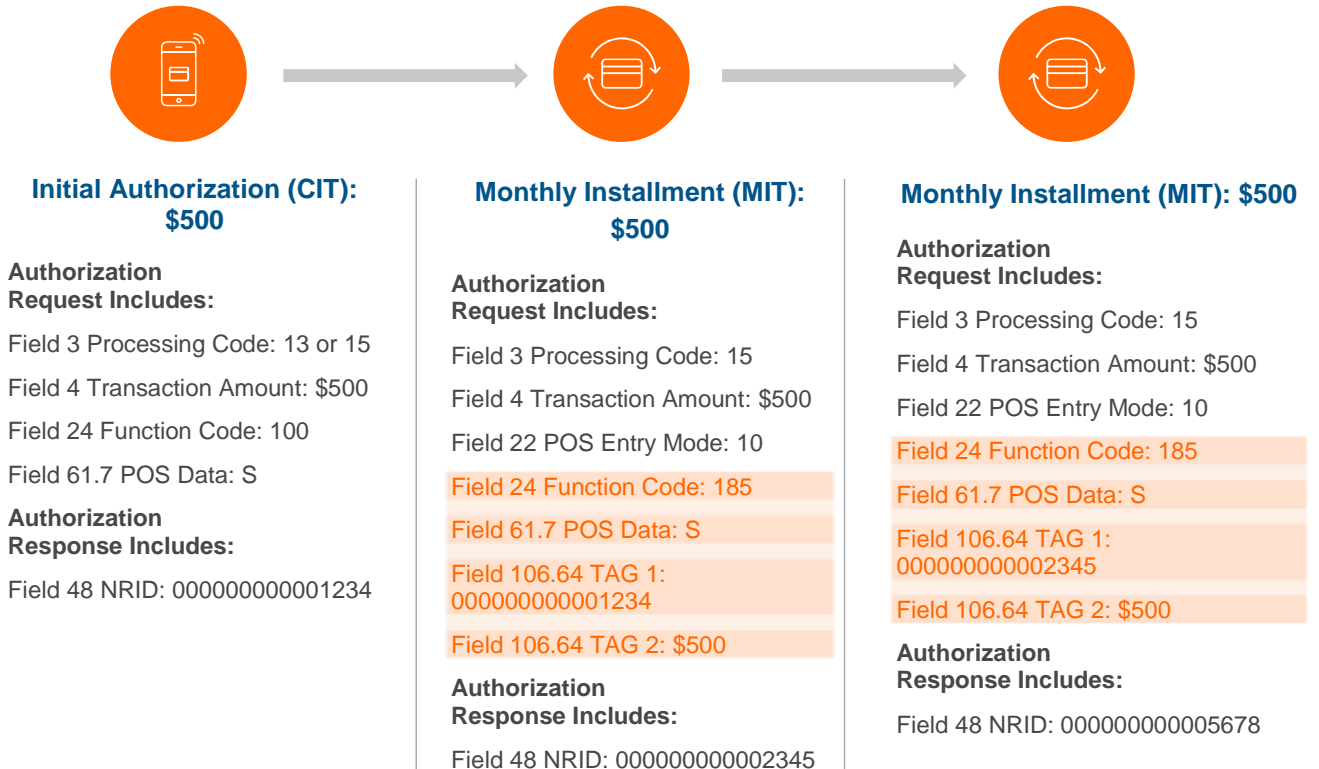 Initial Authorization (CIT):
$500
Authorization
Request Includes:
Field 3 Processing Code: 13 or 15
Field 4 Transaction Amount: $500
Field 24 Function Code: 100
Field 61.7 POS Data: S
Authorization
Response Includes:
Field 48 NRID: 000000000001234
Monthly Installment (MIT):
$500
Authorization
Request Includes:
Field 3 Processing Code: 15
Field 4 Transaction Amount: $500
Field 22 POS Entry Mode: 10
Field 24 Function Code: 185
Field 61.7 POS Data: S
Field 106.64 TAG 1:
000000000001234
Field 106.64 TAG 2: $500
Authorization
Response Includes:
Field 48 NRID: 000000000002345
Monthly Installment (MIT): $500
Authorization
Request Includes:
Field 3 Processing Code: 15
Field 4 Transaction Amount: $500
Field 22 POS Entry Mode: 10
Field 24 Function Code: 185
Field 61.7 POS Data: S
Field 106.64 TAG 1:
000000000002345
Field 106.64 TAG 2: $500
Authorization
Response Includes:
Field 48 NRID: 000000000005678